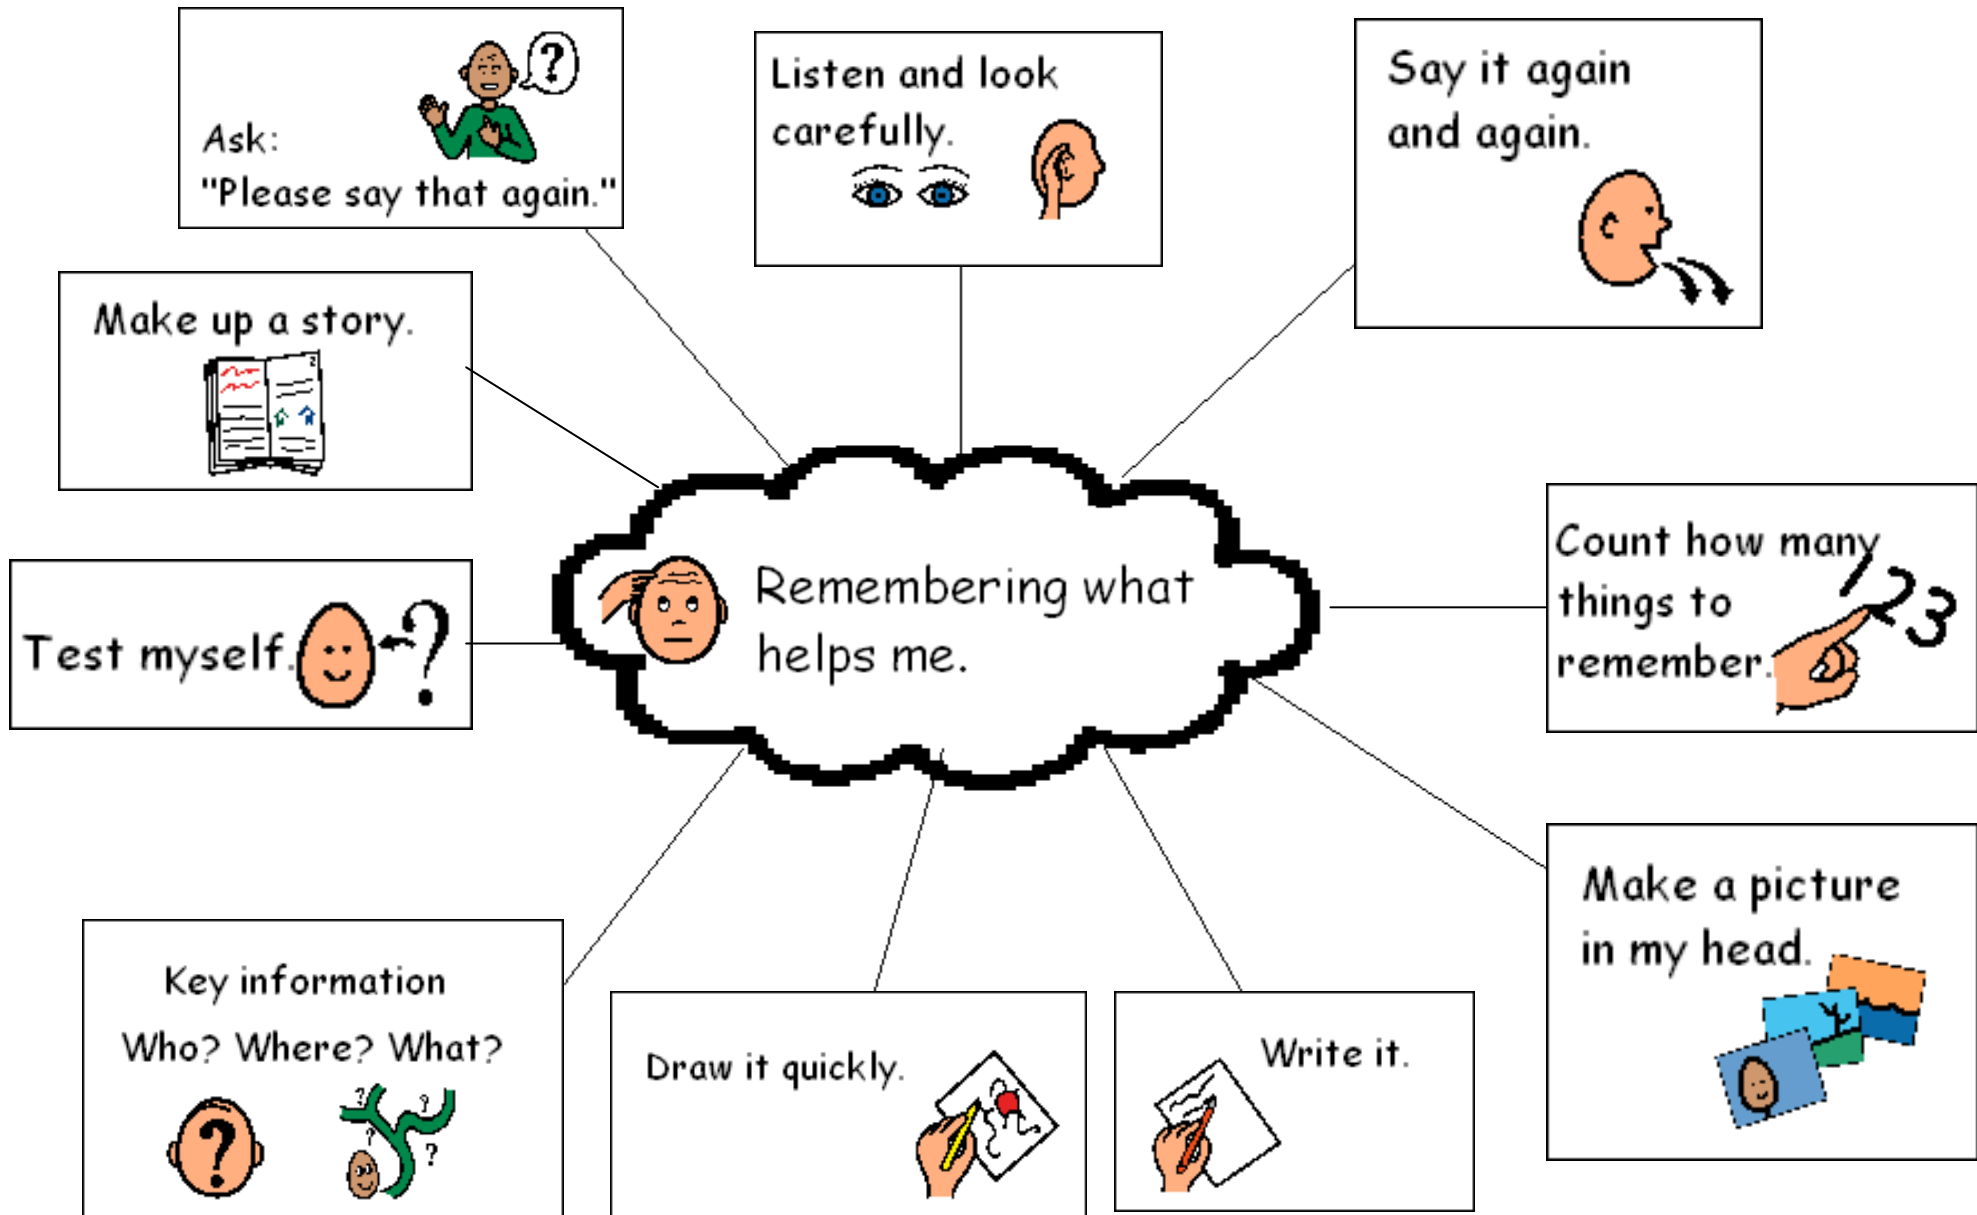 Ask:
"Please say that again."
Listen and look
carefully.
Say it again
and again.
Make up a story.
Remembering what
helps me.
Count how many
things to
remember.
123
Test myself.
Make a picture
in my head.
Key information
Who? Where? What?
Draw it quickly.
Write it.